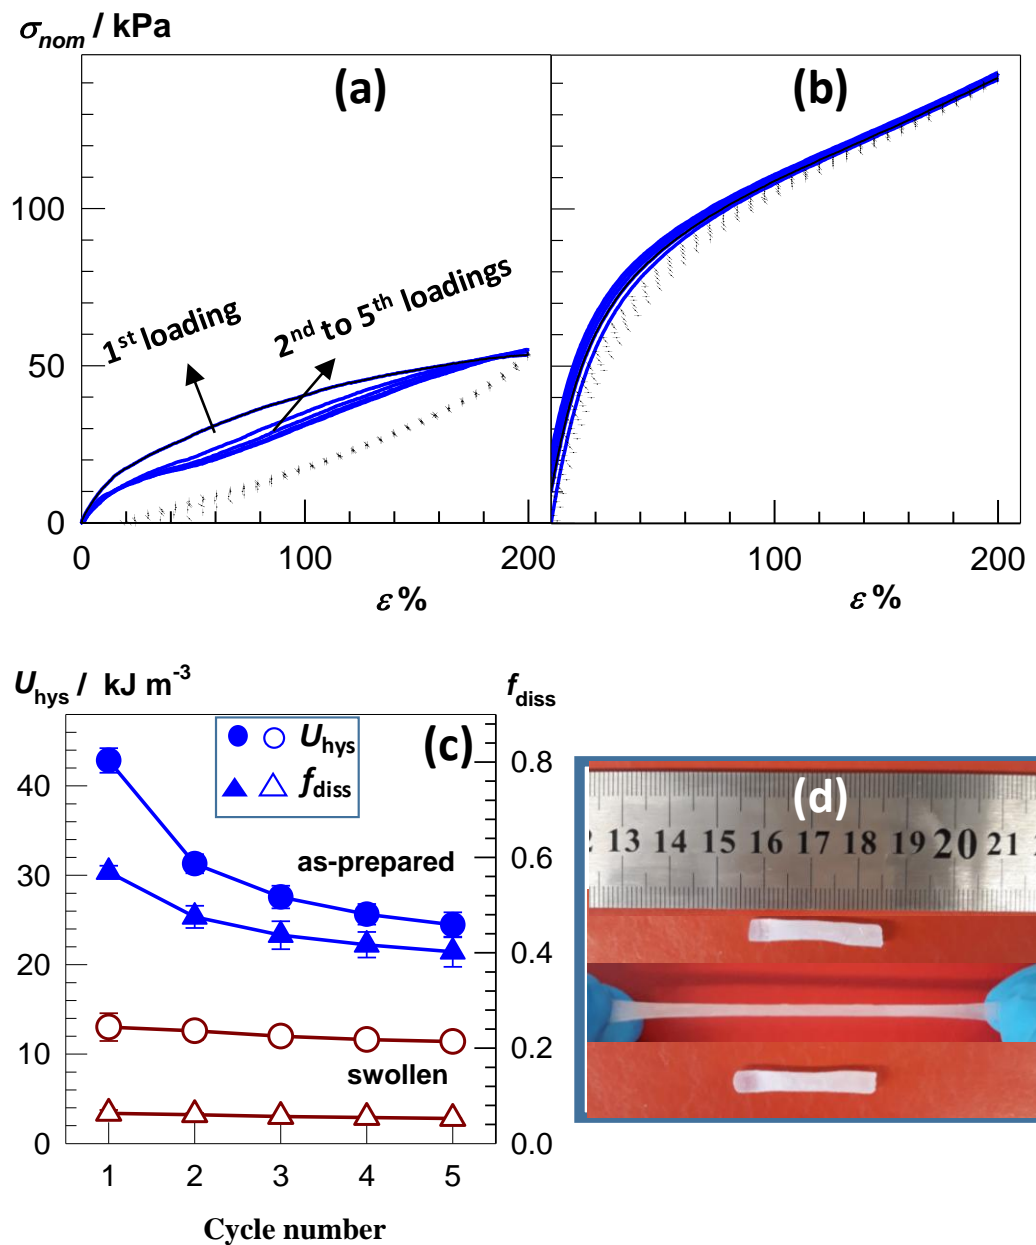 σnom / kPa
(a)
(b)
100
50
0
1st loading
2nd to 5th loadings
0
100
200
100
200
ε %
ε %
Uhys / kJ m-3
fdiss
(c)
Uhys
fdiss
40
30
20
10
0
0.8
0.6
0.4
0.2
0.0
as-prepared
swollen
1 2 3 4 5
Cycle number
(d)
13 14 15 16 17 18 19 20 21